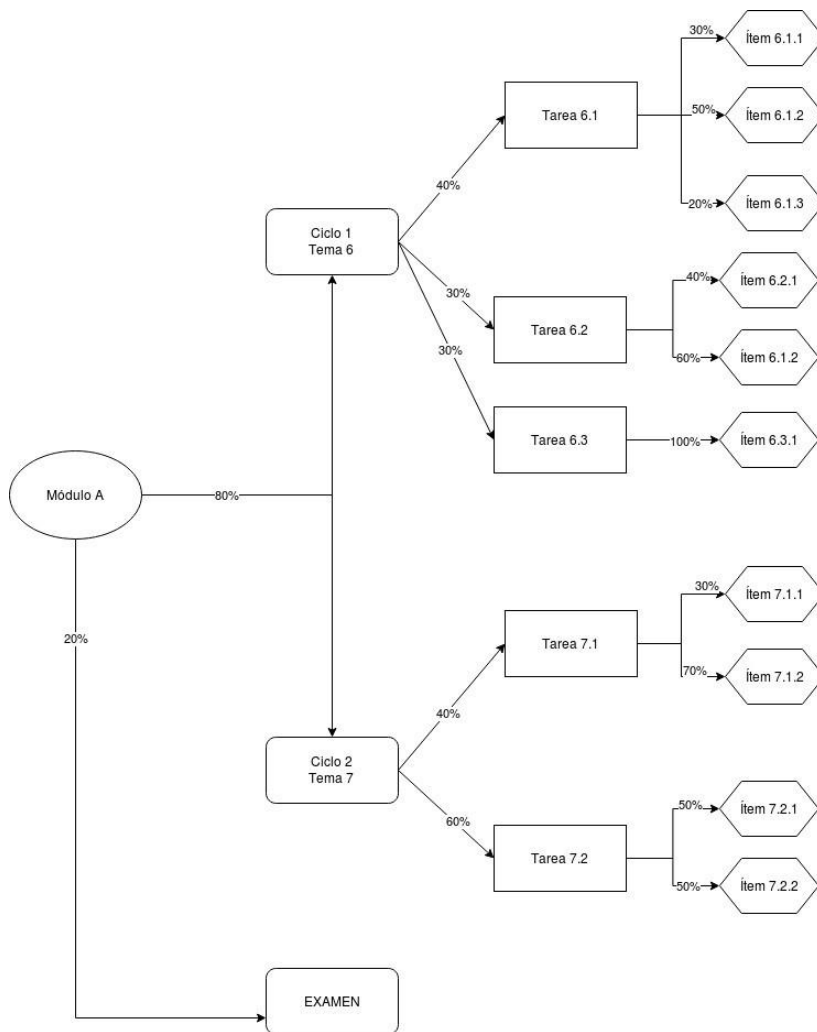 30%
Ítem 6.1.1
Tarea 6.1
50%
Ítem 6.1.2
40%
20%
Ítem 6.1.3
Ciclo 1
Tema 6
30%
40%
Ítem 6.2.1
Tarea 6.2
30%
60%
Ítem 6.1.2
Tarea 6.3
100%
Ítem 6.3.1
Módulo A
80%
30%
Ítem 7.1.1
20%
Tarea 7.1
70%
Ítem 7.1.2
40%
Ciclo 2
Tema 7
60%
50%
Ítem 7.2.1
Tarea 7.2
50%
Ítem 7.2.2
EXAMEN